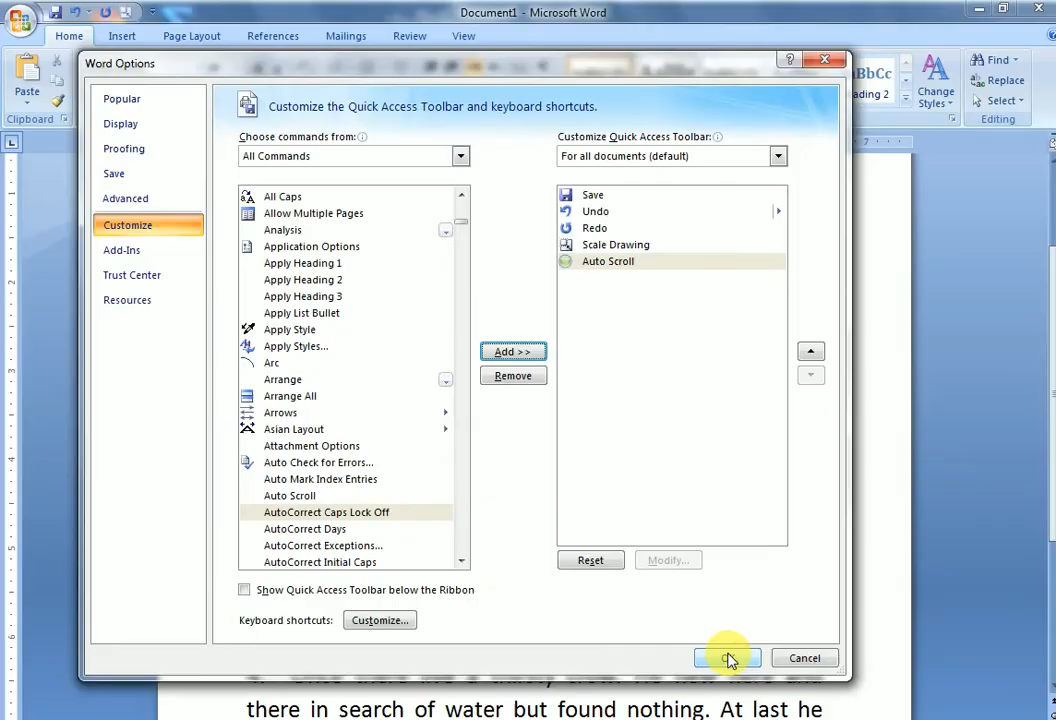 Document1 - Microsoft Word
Home Insert Page Layout References Mailings Review View
Word Options
Paste
Clipboard
Popular
Display
Proofing
Save
Advanced
Customize
Add-Ins
Trust Center
Resources
Customize the Quick Access Toolbar and keyboard shortcuts.
Choose commands from:
All Commands
All Caps
Allow Multiple Pages
Analysis
Application Options
Apply Heading 1
Apply Heading 2
Apply Heading 3
Apply List Bullet
Apply Style
Apply Styles...
Arc
Arrange
Arrange All
Arrows
Asian Layout
Attachment Options
Auto Check for Errors...
Auto Mark Index Entries
Auto Scroll
AutoCorrect Caps Lock Off
AutoCorrect Days
AutoCorrect Exceptions...
AutoCorrect Initial Caps
Add >>
Remove
Customize Quick Access Toolbar:
For all documents (default)
Save
Undo
Redo
Scale Drawing
Auto Scroll
Reset
Modify...
Show Quick Access Toolbar below the Ribbon
Keyboard shortcuts: Customize...
Cancel
BbCc
ading 2
Change
Styles
Find
Replace
Select
Editing
there in search of water but found nothing. At last he